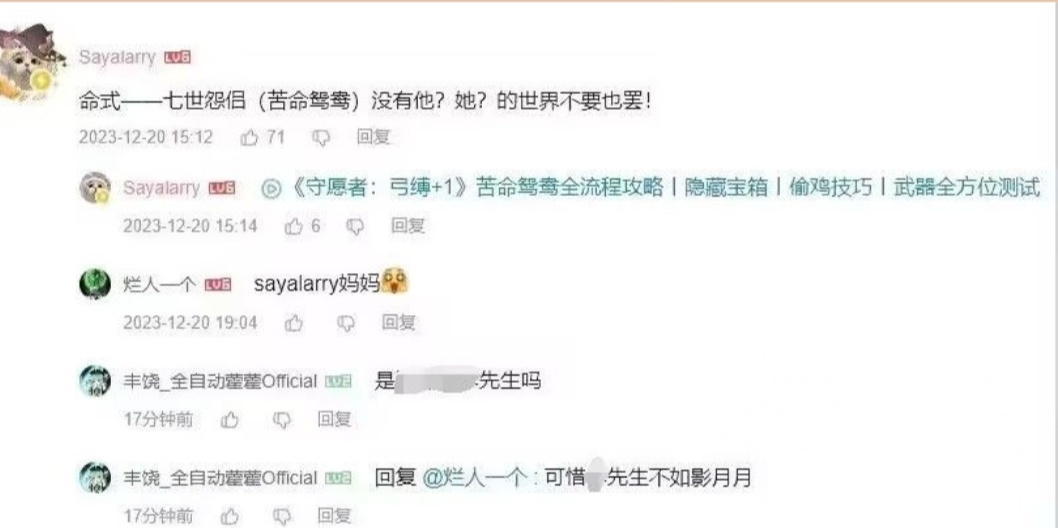 Sayalarry LV6
命式——七世怨侣（苦命鸳鸯）没有他？她？的世界不要也罢！
2023-12-20 15:12 71 回复
Sayalarry LV6 《守愿者：弓缚+1》苦命鸳鸯全流程攻略丨隐藏宝箱丨偷鸡技巧丨武器全方位测试
2023-12-20 15:14 6 回复
烂人一个 LV6 sayalarry妈妈
2023-12-20 19:04 回复
丰饶_全自动藿藿Official LV2 是 先生吗
17分钟前 回复
丰饶_全自动藿藿Official LV2 回复 @烂人一个 : 可惜 先生不如影月月
17分钟前 回复